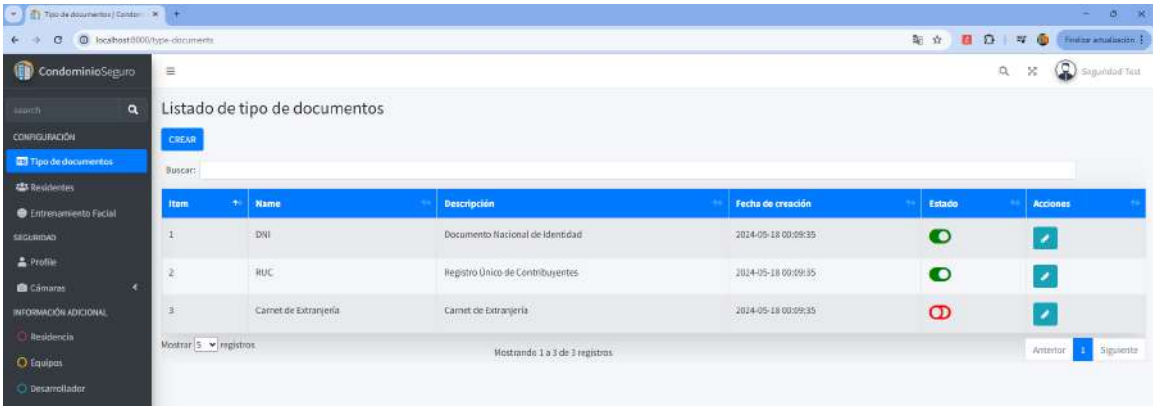 Tipo de documentos | Condomi
localhost:8000/type-documents
Finalizar actualización
CondominioSeguro
Seguridad Test
search
Listado de tipo de documentos
CONFIGURACIÓN
CREAR
Tipo de documentos
Buscar:
Residentes
Entrenamiento Facial
Item Name Descripción Fecha de creación Estado Acciones
SEGURIDAD
1 DNI Documento Nacional de Identidad 2024-05-18 00:09:35
Profile
2 RUC Registro Único de Contribuyentes 2024-05-18 00:09:35
Cámaras
INFORMACIÓN ADICIONAL
3 Carnet de Extranjería Carnet de Extranjería 2024-05-18 00:09:35
Residencia
Mostrar 5 registros
Mostrando 1 a 3 de 3 registros
Anterior 1 Siguiente
Equipos
Desarrollador